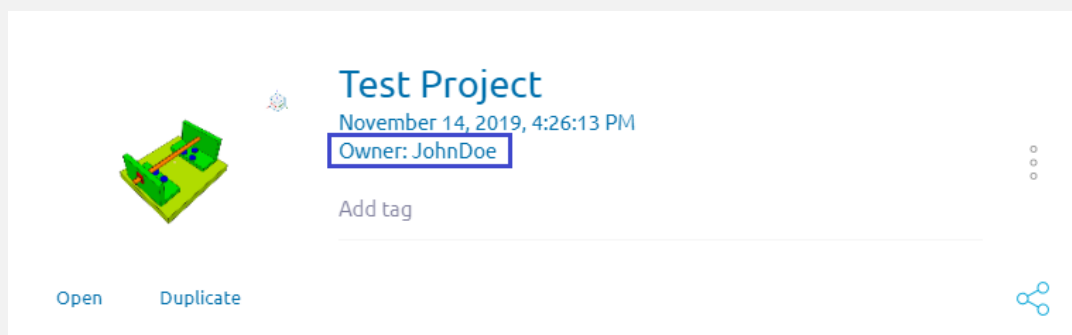 Test Project
November 14, 2019, 4:26:13 PM
Owner: JohnDoe
Add tag
Open Duplicate